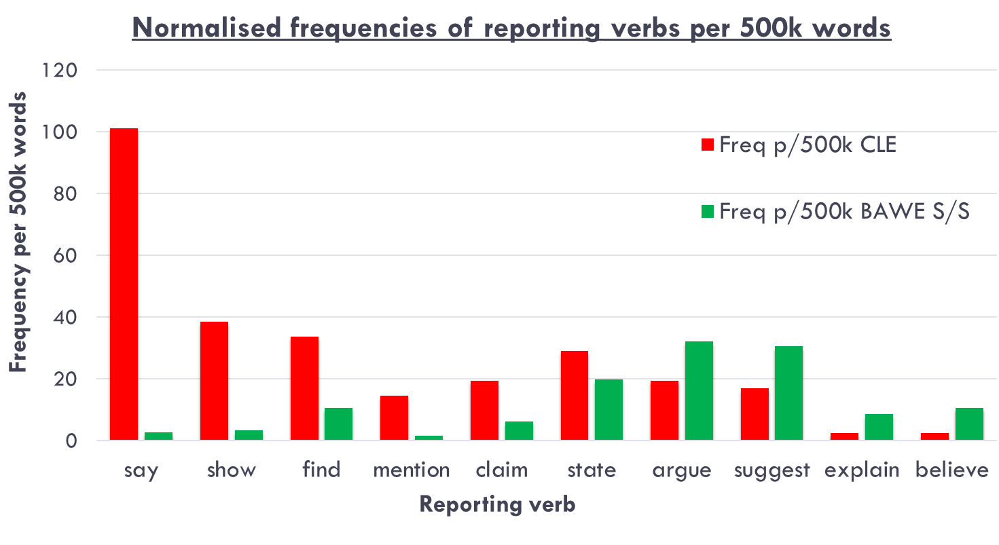 Normalised frequencies of reporting verbs per 500k words
120
100
80
60
40
20
0
Frequency per 500k words
Freq p/500k CLE
Freq p/500k BAWE S/S
say show find mention claim state argue suggest explain believe
Reporting verb